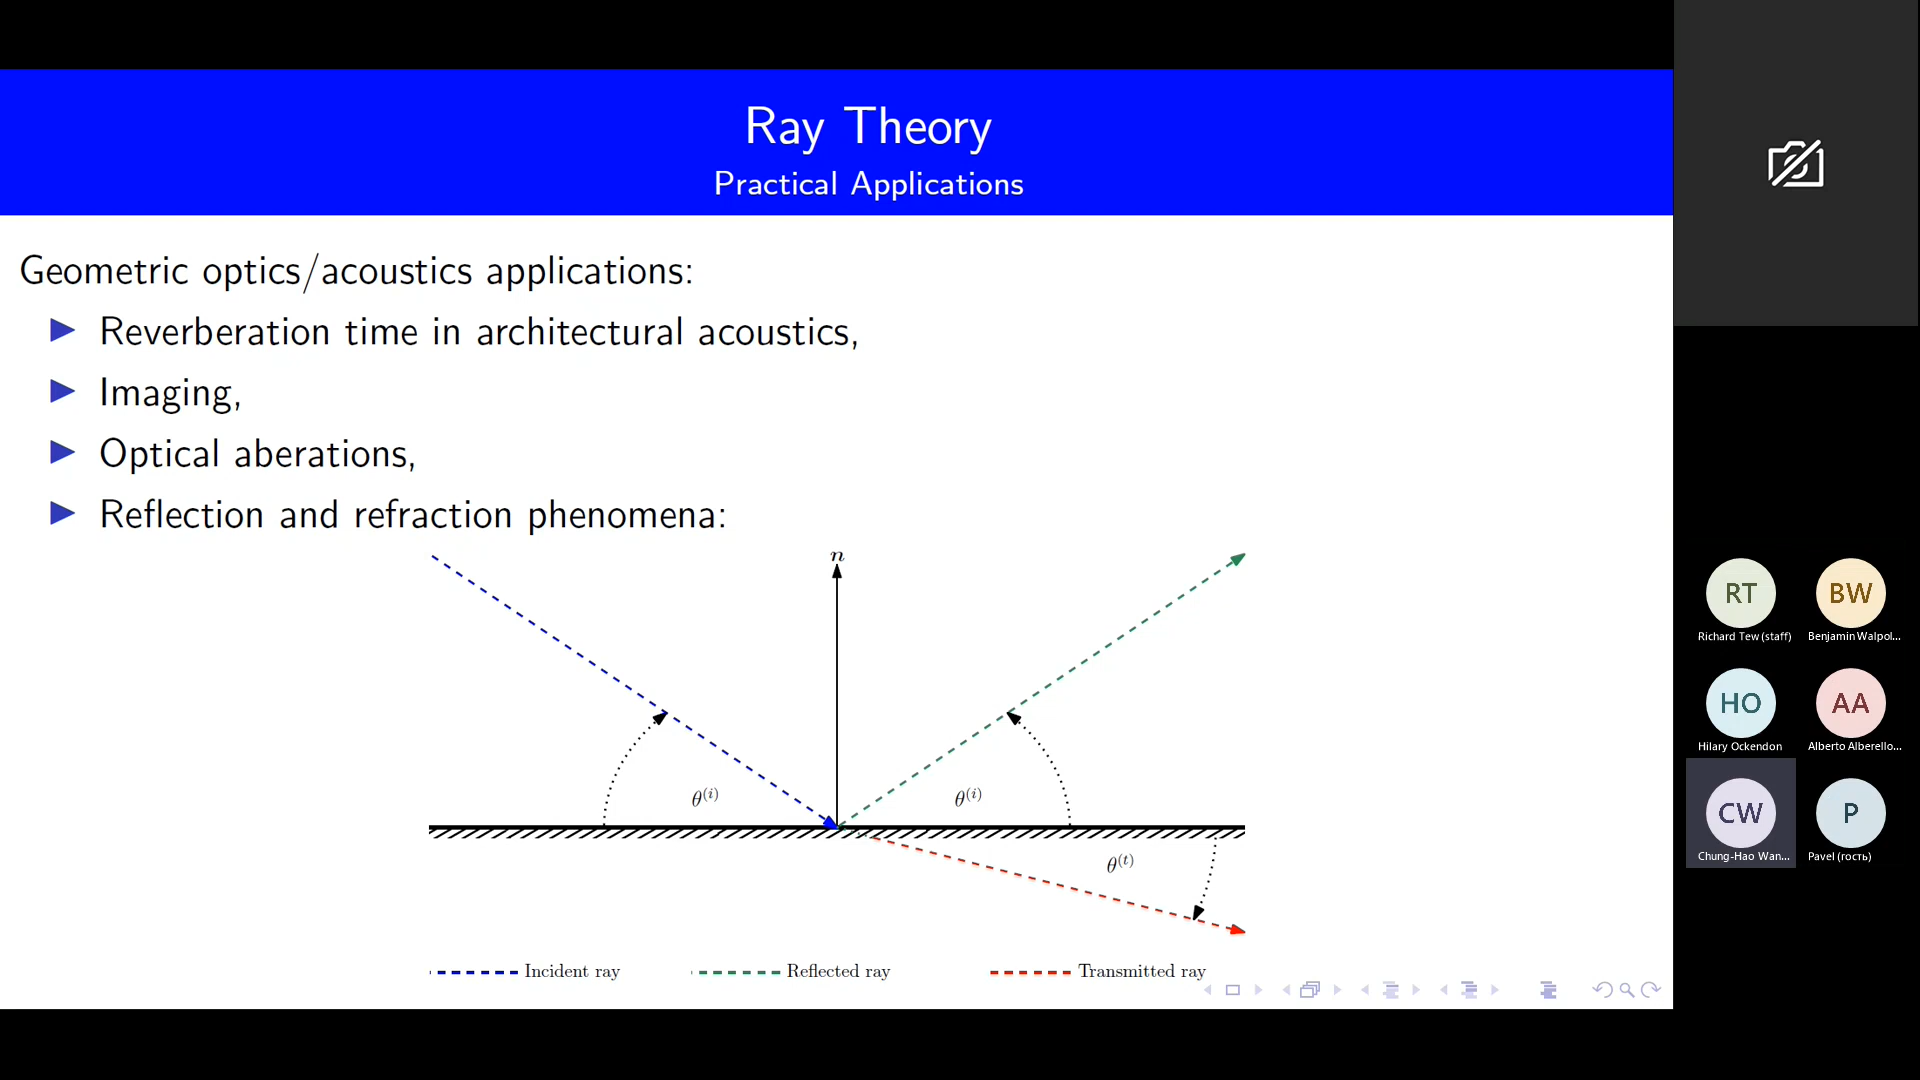 Ray Theory
Practical Applications
Geometric optics/acoustics applications:
Reverberation time in architectural acoustics,
Imaging,
Optical aberations,
Reflection and refraction phenomena:
n
θ(i)
θ(i)
θ(t)
Incident ray
Reflected ray
Transmitted ray
RT
BW
Richard Tew (staff)
Benjamin Walpol...
HO
AA
Hilary Ockendon
Alberto Alberello...
CW
P
Chung-Hao Wan...
Pavel (гость)